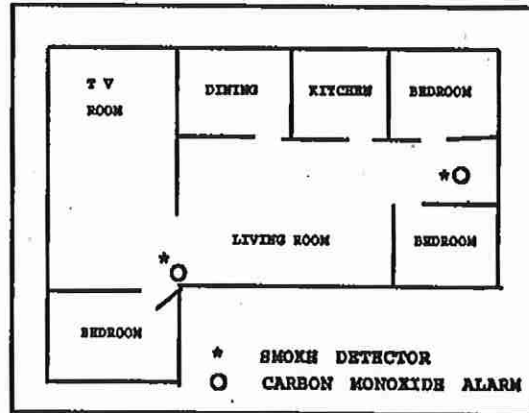 T V
ROOM
DINING
KITCHEN
BEDROOM
*
LIVING ROOM
BEDROOM
*
BEDROOM
* SMOKE DETECTOR
O CARBON MONOXIDE ALARM